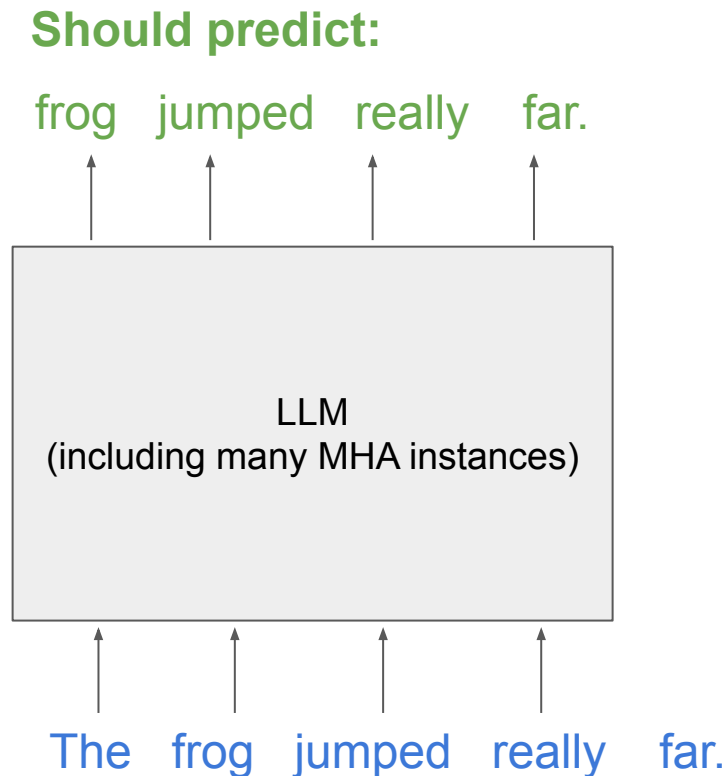 Should predict:
frog jumped really far.
LLM
(including many MHA instances)
The frog jumped really far.